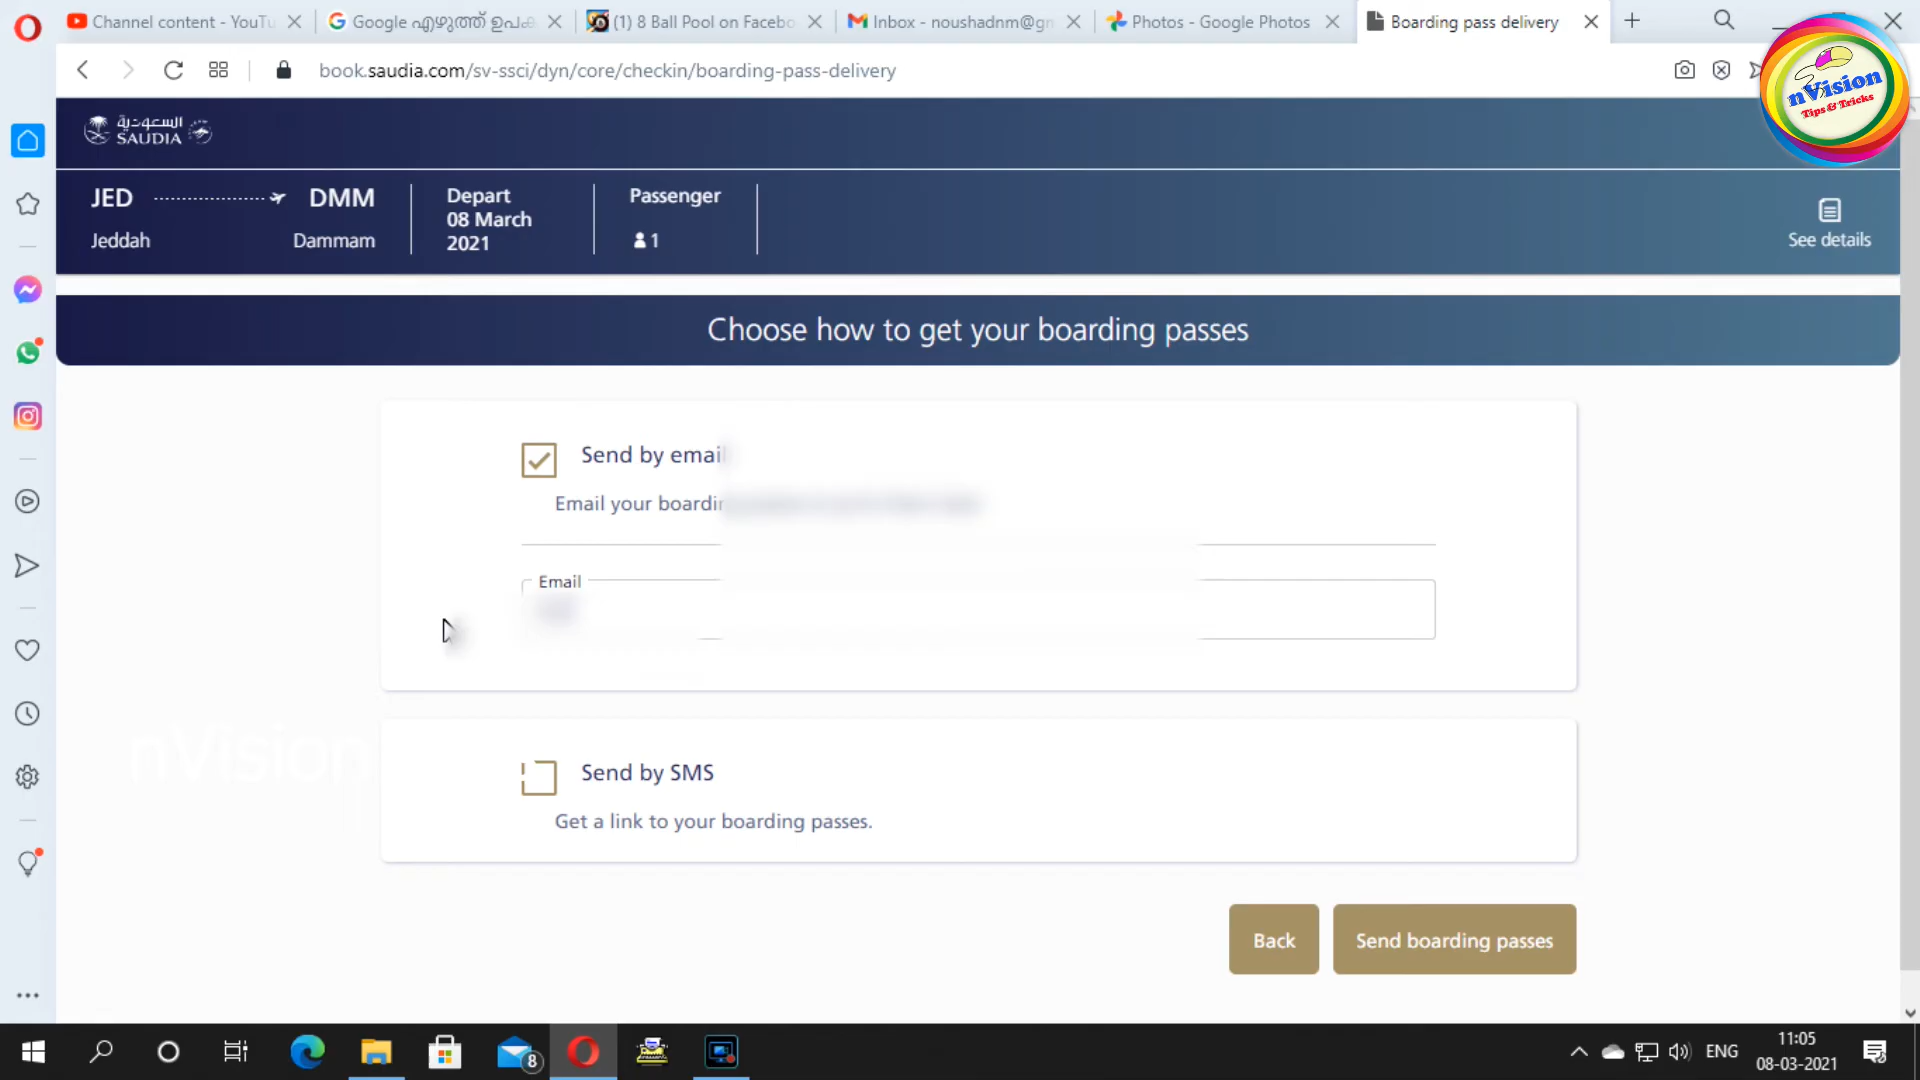 Channel content - YouTu
Google എഴുത്ത് ഉപക
(1) 8 Ball Pool on Facebo
Inbox - noushadnm@gn
Photos - Google Photos
Boarding pass delivery
book.saudia.com/sv-ssci/dyn/core/checkin/boarding-pass-delivery
nVision
Tips & Tricks
السعودية
SAUDIA
JED DMM
Jeddah Dammam
Depart
08 March
2021
Passenger
1
See details
Choose how to get your boarding passes
Send by email
Email your boardin
Email
nVision
Send by SMS
Get a link to your boarding passes.
Back
Send boarding passes
8
ENG
11:05
08-03-2021